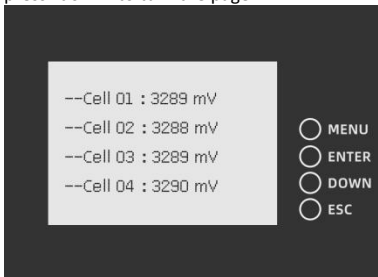 --Cell 01 : 3289 mV
--Cell 02 : 3288 mV
--Cell 03 : 3289 mV
--Cell 04 : 3290 mV
MENU
ENTER
DOWN
ESC